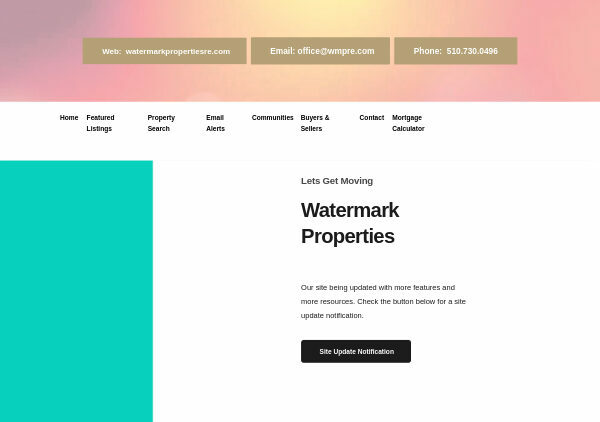 Web:  watermarkpropertiesre.com
Email: office@wmpre.com
Phone:  510.730.0496
Home
Featured
Listings
Property
Search
Email
Alerts
Communities
Buyers &
Sellers
Contact
Mortgage
Calculator
Lets Get Moving
Watermark
Properties
Our site being updated with more features and
more resources. Check the button below for a site
update notification.
Site Update Notification